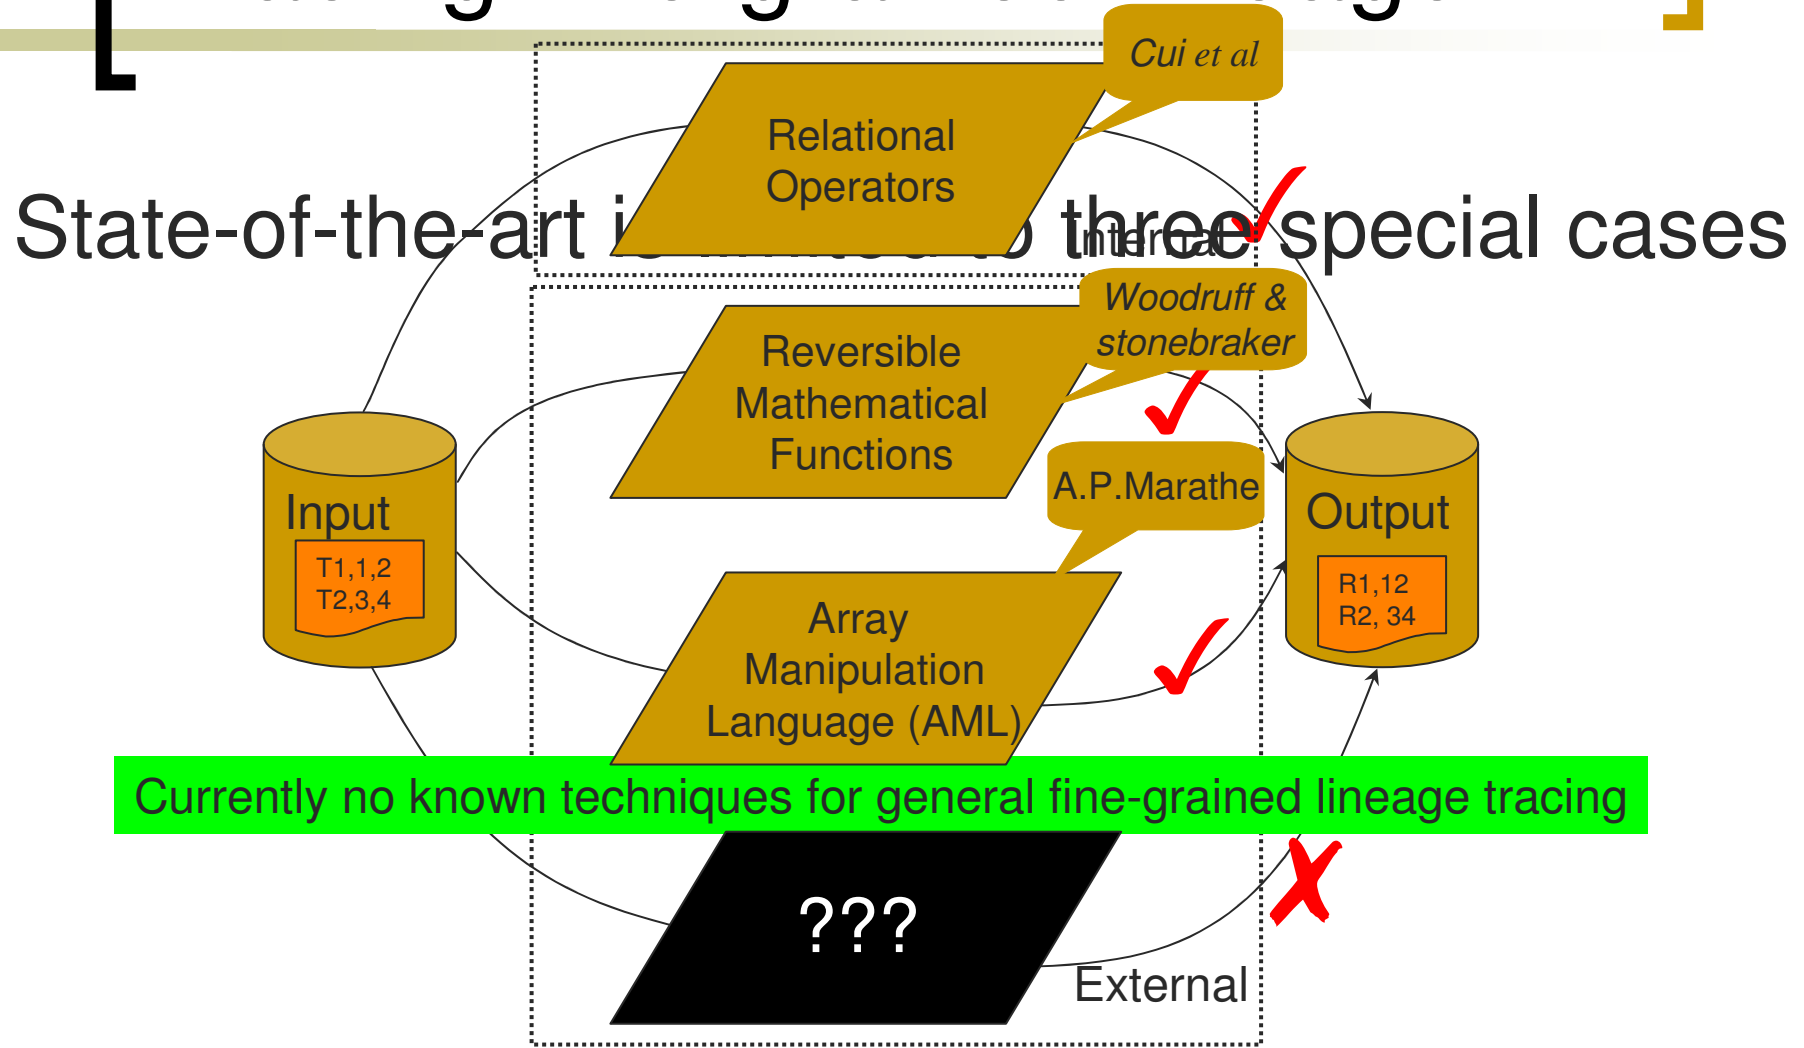 Cui et al
Relational
Operators
State-of-the-art is limited to three special cases
Internal
Woodruff &
stonebraker
Reversible
Mathematical
Functions
A.P.Marathe
Input
T1,1,2
T2,3,4
Output
R1,12
R2, 34
Array
Manipulation
Language (AML)
Currently no known techniques for general fine-grained lineage tracing
???
External